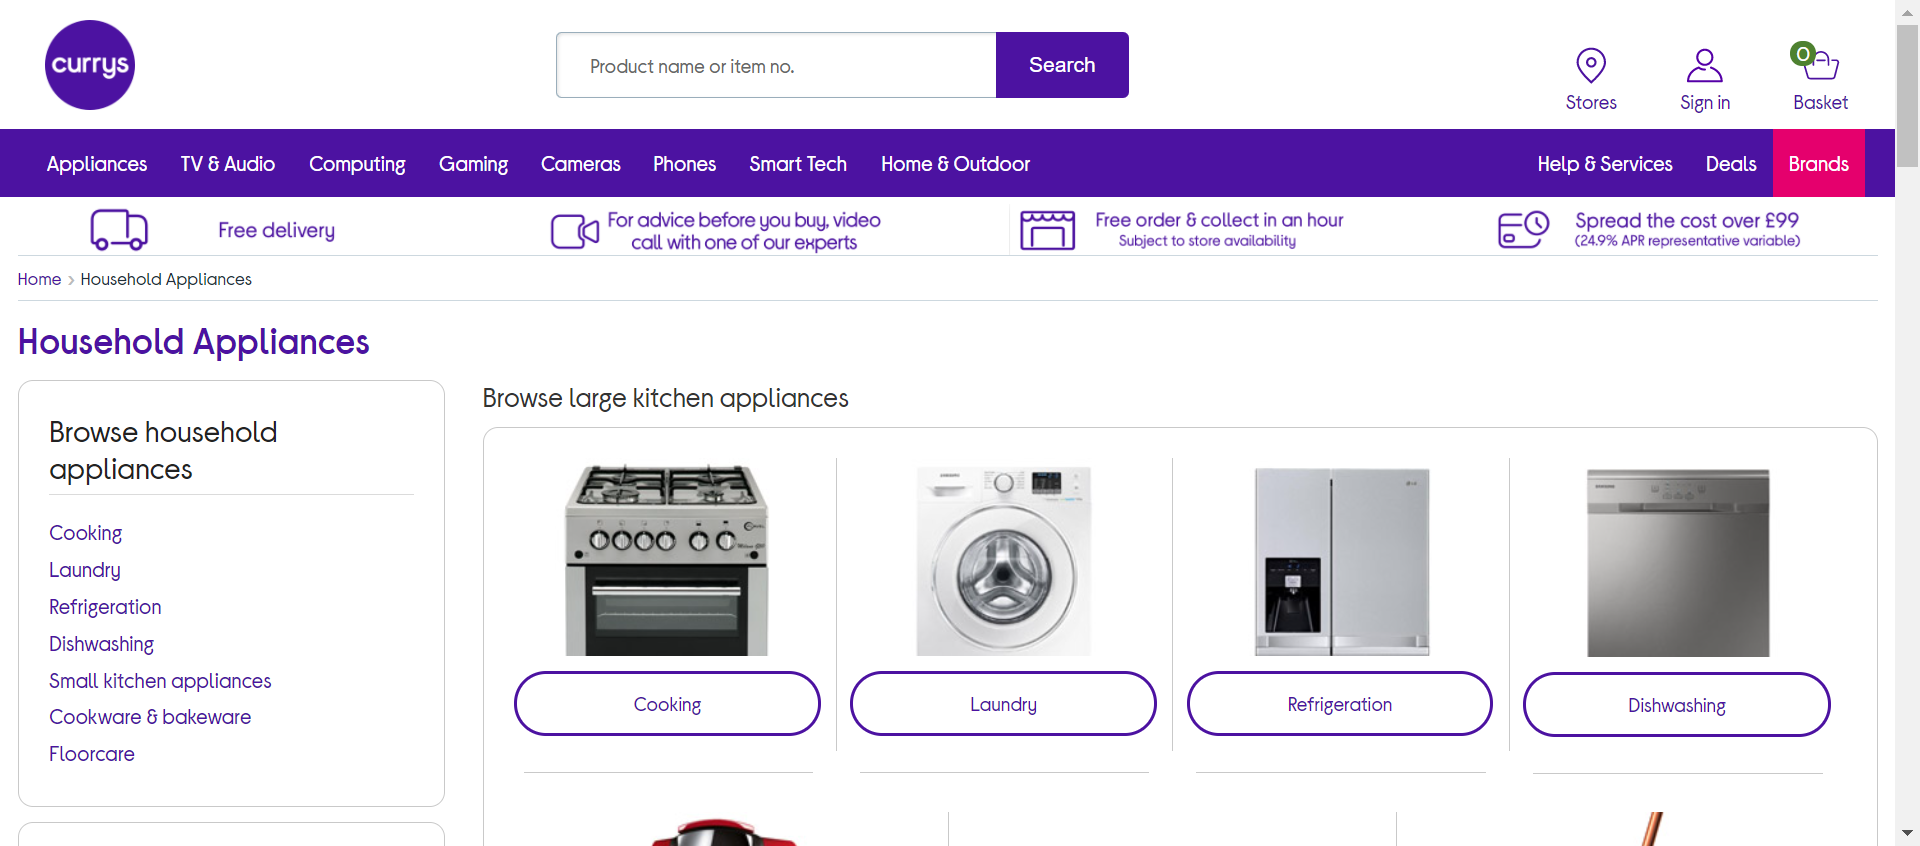 currys
Product name or item no.
Search
Stores
Sign in
0
Basket
Appliances
TV & Audio
Computing
Gaming
Cameras
Phones
Smart Tech
Home & Outdoor
Help & Services
Deals
Brands
Free delivery
For advice before you buy, video
call with one of our experts
Free order & collect in an hour
Subject to store availability
Spread the cost over £99
(24.9% APR representative variable)
Home › Household Appliances
Household Appliances
Browse household
appliances
Cooking
Laundry
Refrigeration
Dishwashing
Small kitchen appliances
Cookware & bakeware
Floorcare
Browse large kitchen appliances
SAMSUNG
LG
SAMSUNG
Cooking
Laundry
Refrigeration
Dishwashing